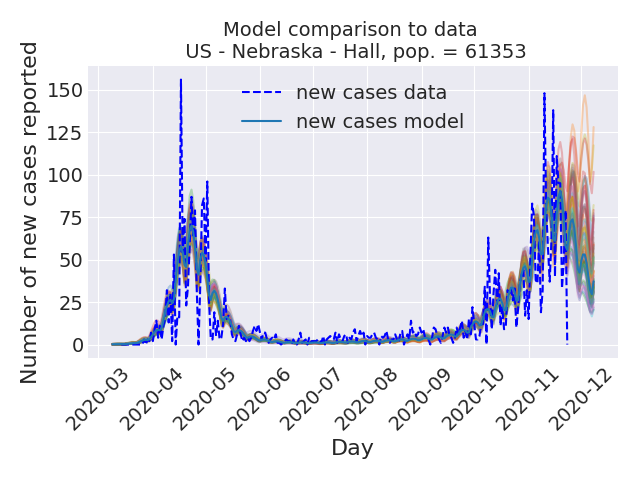 Model comparison to data
US - Nebraska - Hall, pop. = 61353
Number of new cases reported
150
125
100
75
50
25
0
new cases data
new cases model
2020-03
2020-04
2020-05
2020-06
2020-07
2020-08
2020-09
2020-10
2020-11
2020-12
Day